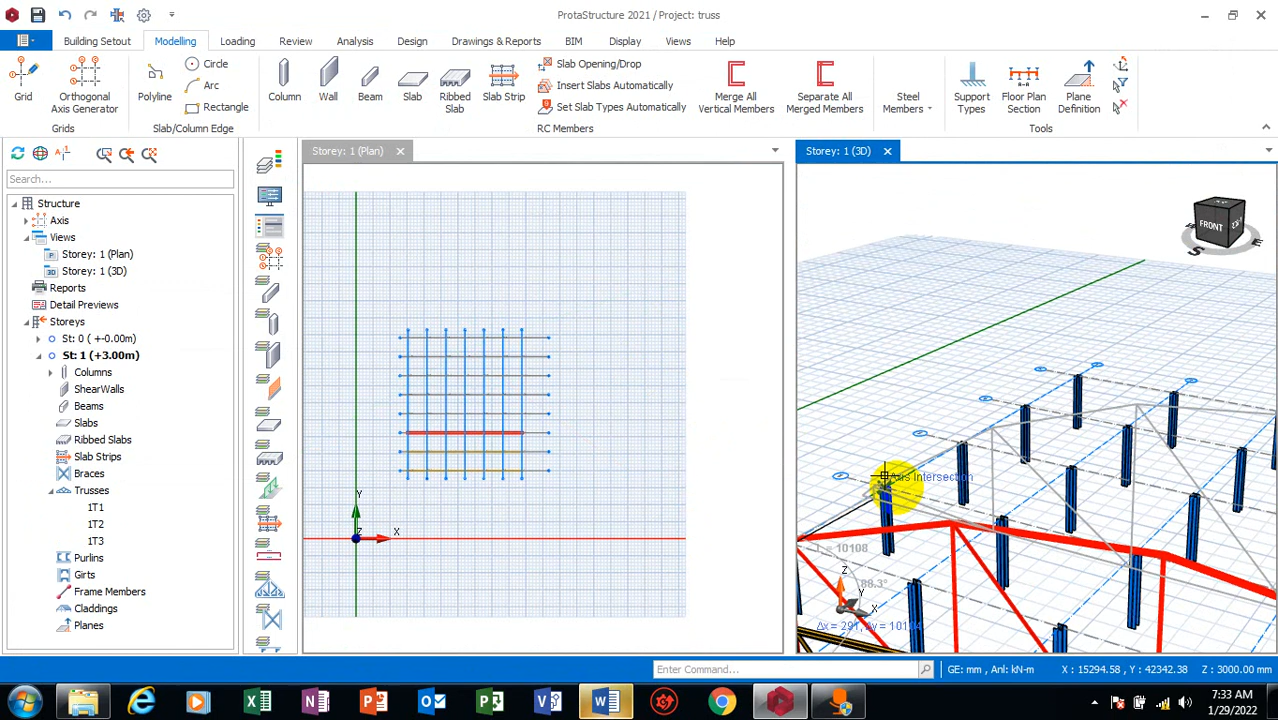 ProtaStructure 2021 / Project: truss
Building Setout
Modelling
Loading
Review
Analysis
Design
Drawings & Reports
BIM
Display
Views
Help
Grid
Orthogonal Axis Generator
Grids
Polyline
Circle
Arc
Rectangle
Slab/Column Edge
Column
Wall
Beam
Slab
Ribbed Slab
Slab Strip
Slab Opening/Drop
Insert Slabs Automatically
Set Slab Types Automatically
RC Members
Merge All Vertical Members
Separate All Merged Members
Steel Members
Support Types
Floor Plan Section
Plane Definition
Tools
Search...
Structure
Axis
Views
Storey: 1 (Plan)
Storey: 1 (3D)
Reports
Detail Previews
Storeys
St: 0 (+-0.00m)
St: 1 (+3.00m)
Columns
ShearWalls
Beams
Slabs
Ribbed Slabs
Slab Strips
Braces
Trusses
1T1
1T2
1T3
Purlins
Girts
Frame Members
Claddings
Planes
Storey: 1 (Plan)
Y
Z
X
Storey: 1 (3D)
FRONT
S
E
Axis Intersection
L = 10108
88.3°
Z
Y
X
Enter Command...
GE: mm , Anl: kN-m
X : 15294.58 , Y : 42342.38
Z : 3000.00 mm
7:33 AM
1/29/2022